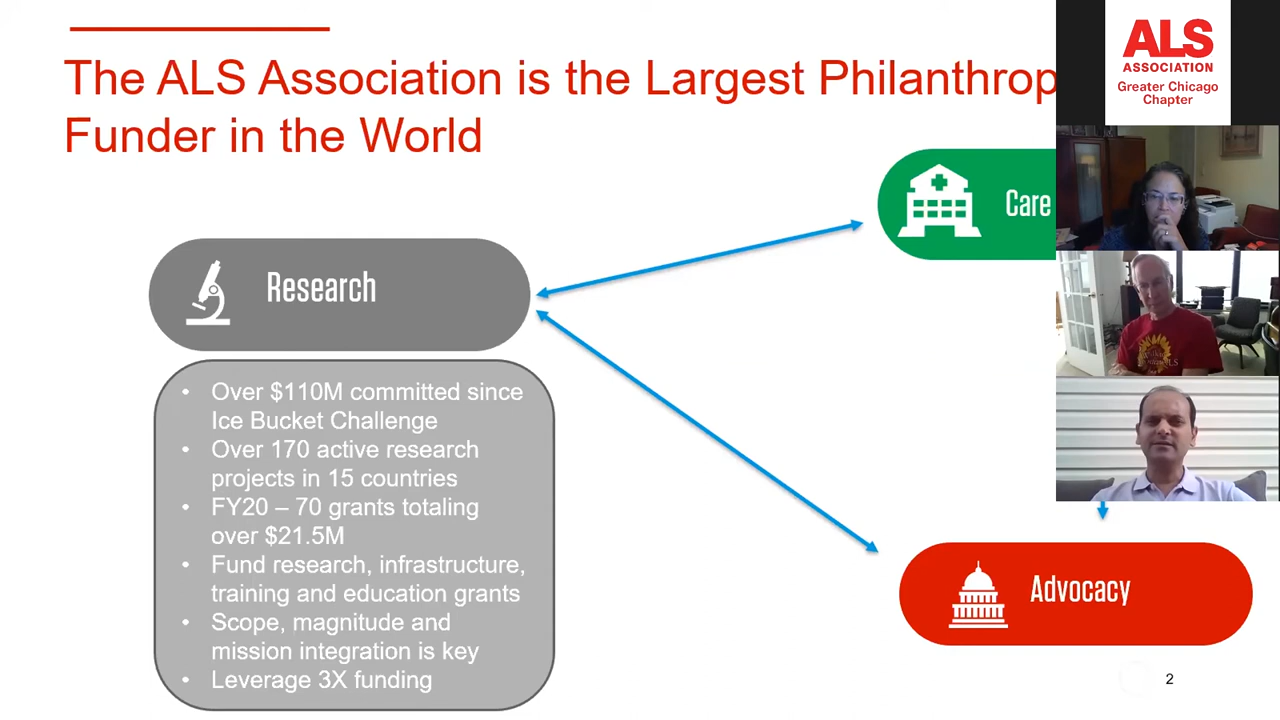 The ALS Association is the Largest Philanthrop
Funder in the World
ALS
ASSOCIATION
Greater Chicago
Chapter
Care
Research
• Over $110M committed since
Ice Bucket Challenge
• Over 170 active research
projects in 15 countries
• FY20 – 70 grants totaling
over $21.5M
• Fund research, infrastructure,
training and education grants
• Scope, magnitude and
mission integration is key
• Leverage 3X funding
Advocacy
2